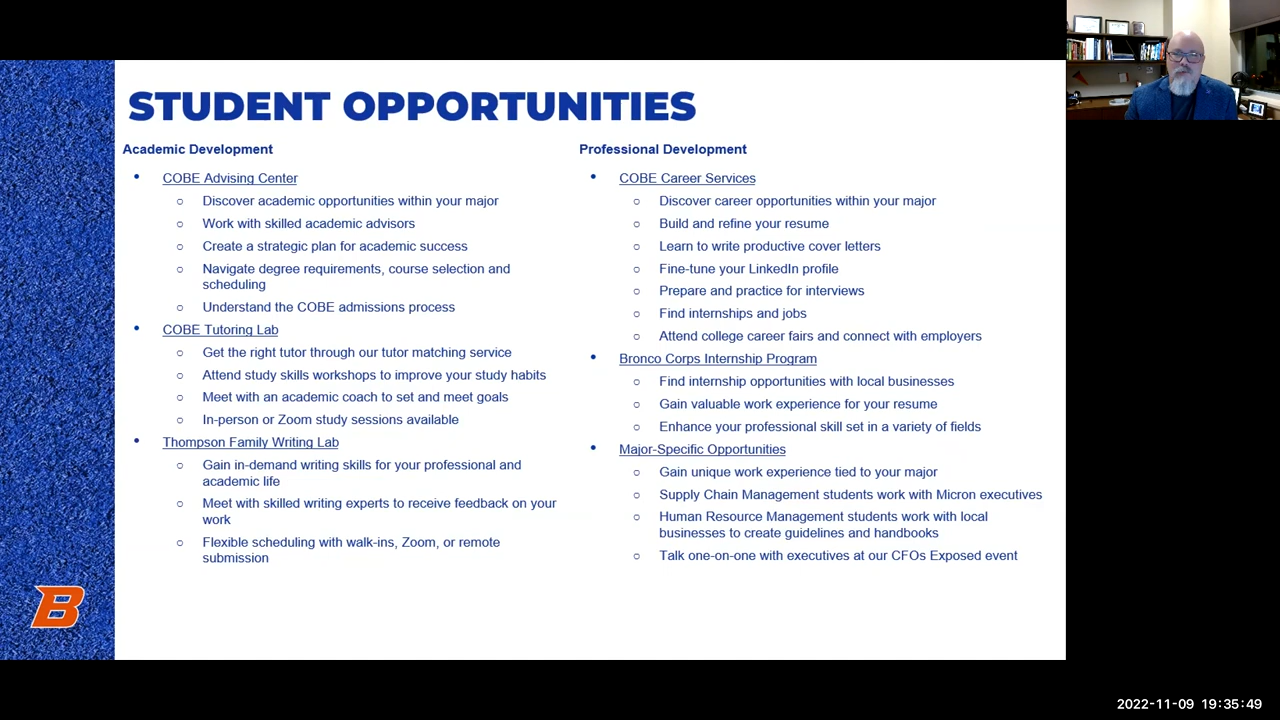 STUDENT OPPORTUNITIES
Academic Development
• COBE Advising Center
○ Discover academic opportunities within your major
○ Work with skilled academic advisors
○ Create a strategic plan for academic success
○ Navigate degree requirements, course selection and
scheduling
○ Understand the COBE admissions process
• COBE Tutoring Lab
○ Get the right tutor through our tutor matching service
○ Attend study skills workshops to improve your study habits
○ Meet with an academic coach to set and meet goals
○ In-person or Zoom study sessions available
• Thompson Family Writing Lab
○ Gain in-demand writing skills for your professional and
academic life
○ Meet with skilled writing experts to receive feedback on your
work
○ Flexible scheduling with walk-ins, Zoom, or remote
submission
Professional Development
• COBE Career Services
○ Discover career opportunities within your major
○ Build and refine your resume
○ Learn to write productive cover letters
○ Fine-tune your LinkedIn profile
○ Prepare and practice for interviews
○ Find internships and jobs
○ Attend college career fairs and connect with employers
• Bronco Corps Internship Program
○ Find internship opportunities with local businesses
○ Gain valuable work experience for your resume
○ Enhance your professional skill set in a variety of fields
• Major-Specific Opportunities
○ Gain unique work experience tied to your major
○ Supply Chain Management students work with Micron executives
○ Human Resource Management students work with local
businesses to create guidelines and handbooks
○ Talk one-on-one with executives at our CFOs Exposed event
B
2022-11-09 19:35:49